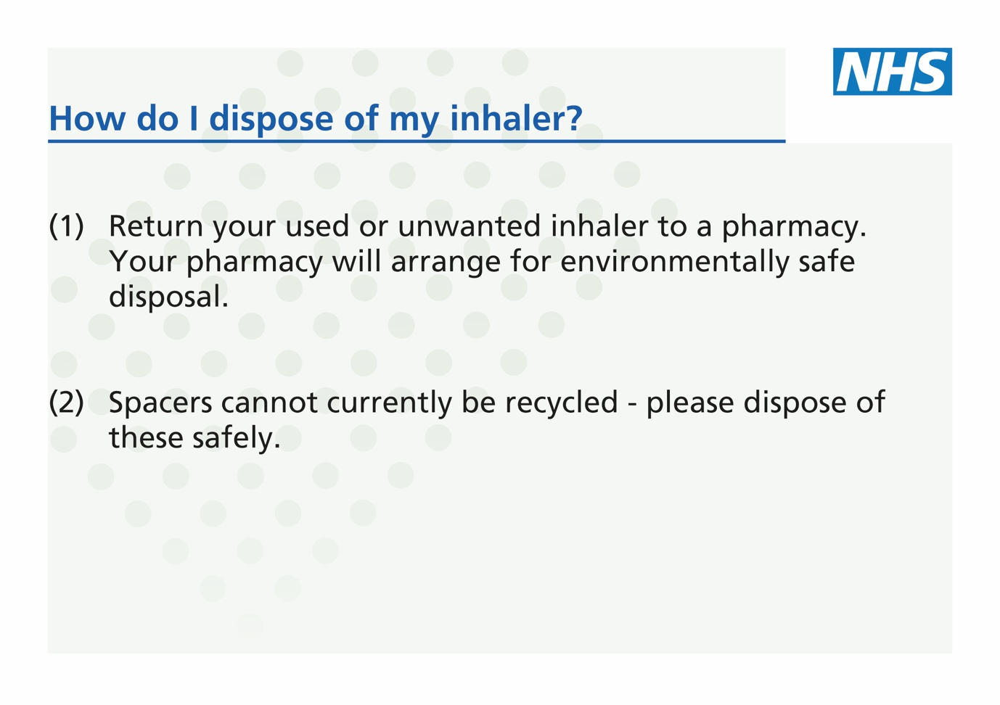 NHS
How do I dispose of my inhaler?
(1) Return your used or unwanted inhaler to a pharmacy.
Your pharmacy will arrange for environmentally safe
disposal.
(2) Spacers cannot currently be recycled - please dispose of
these safely.